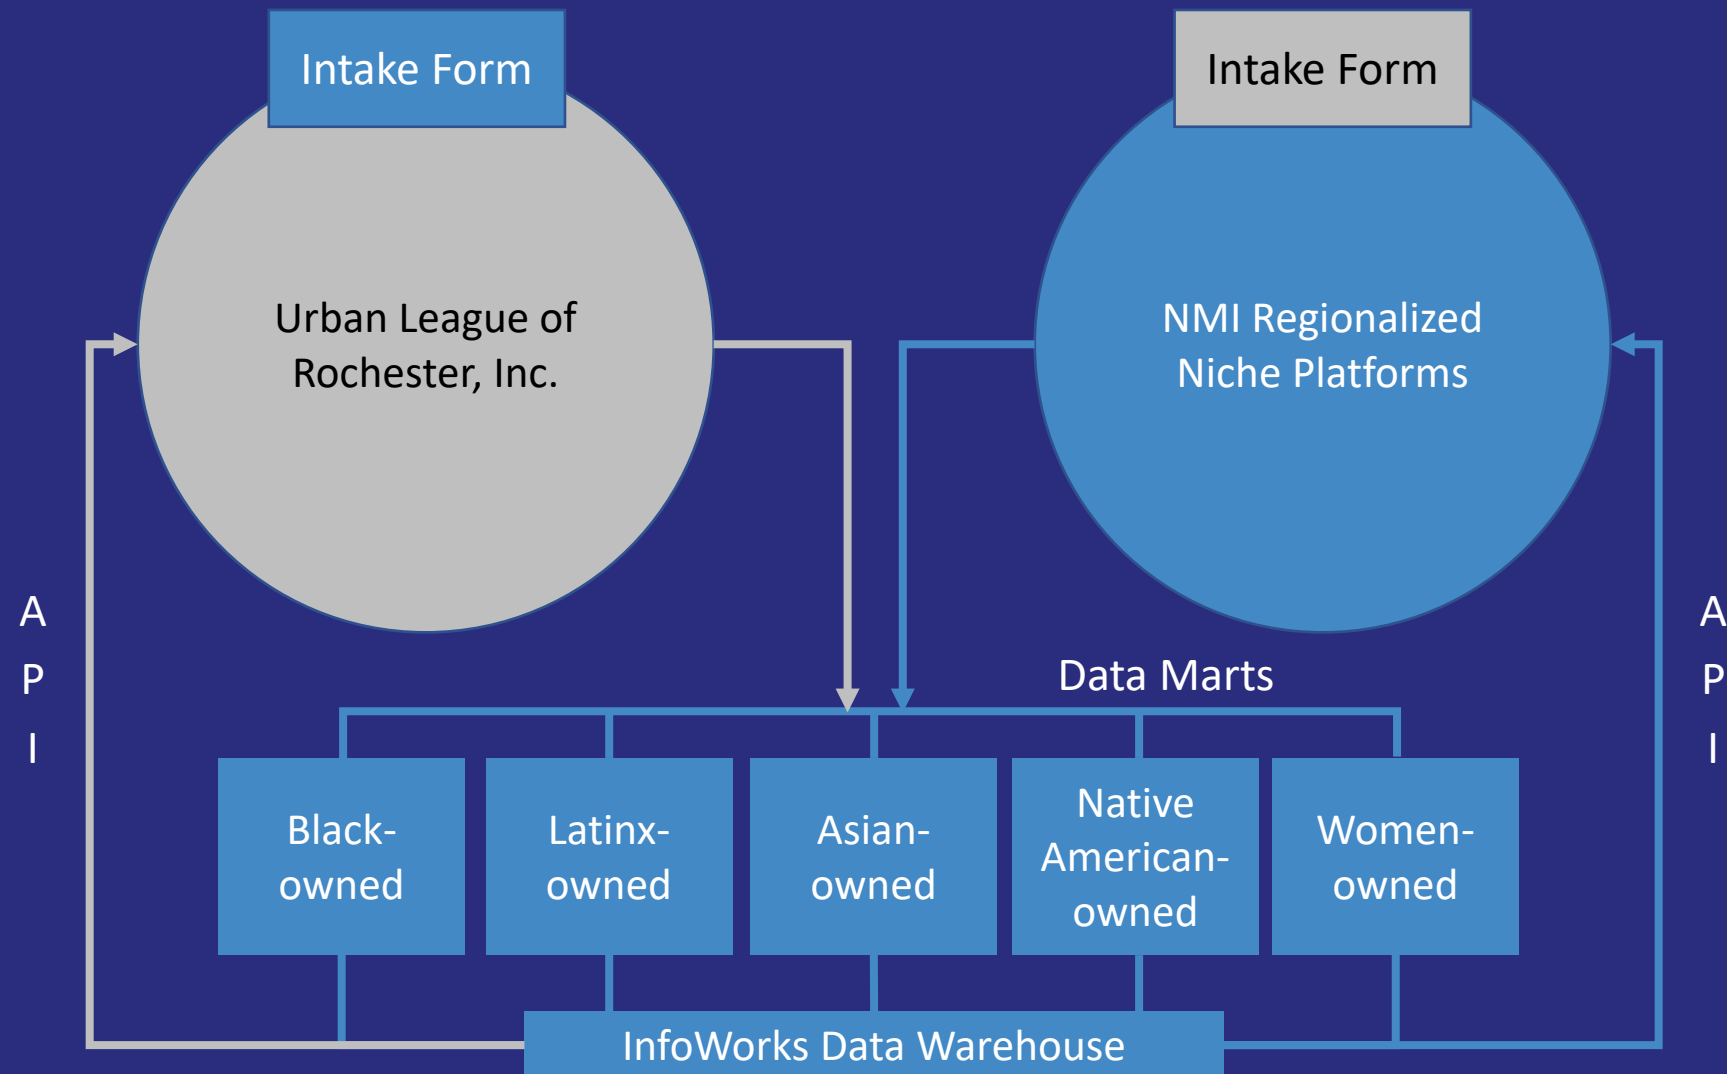 Intake Form
Intake Form
Urban League of
Rochester, Inc.
NMI Regionalized
Niche Platforms
A
P
I
A
P
I
Data Marts
Black-
owned
Latinx-
owned
Asian-
owned
Native
American-
owned
Women-
owned
InfoWorks Data Warehouse